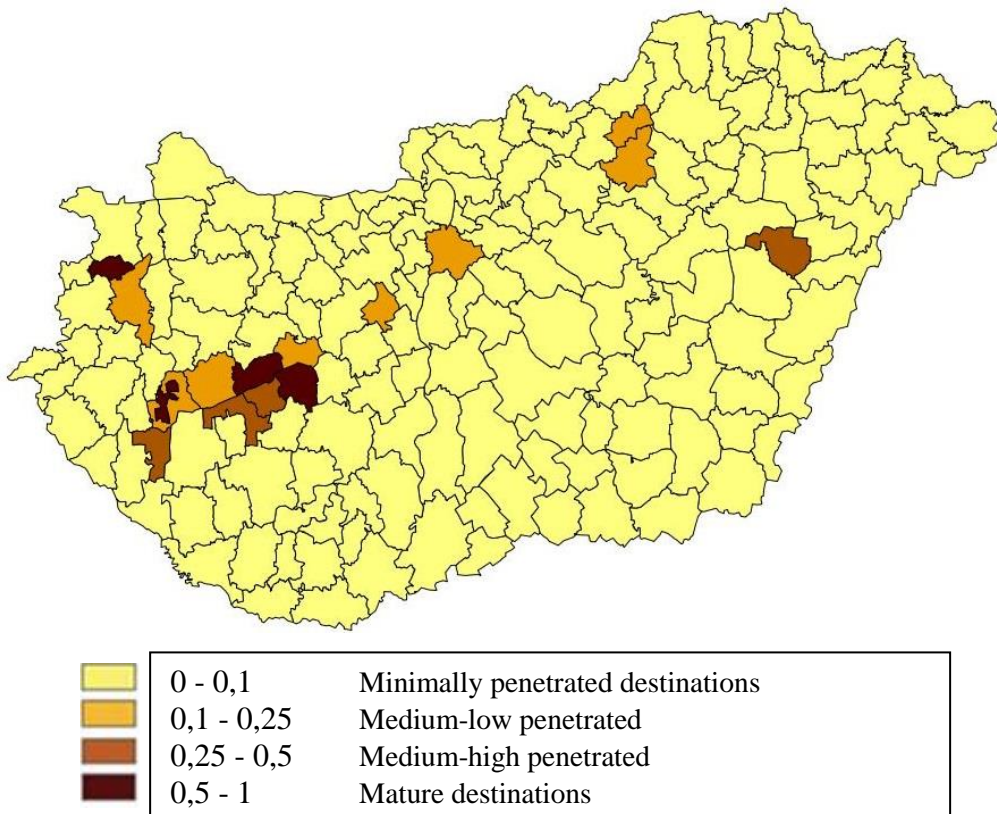 0 - 0,1 Minimally penetrated destinations
0,1 - 0,25 Medium-low penetrated
0,25 - 0,5 Medium-high penetrated
0,5 - 1 Mature destinations